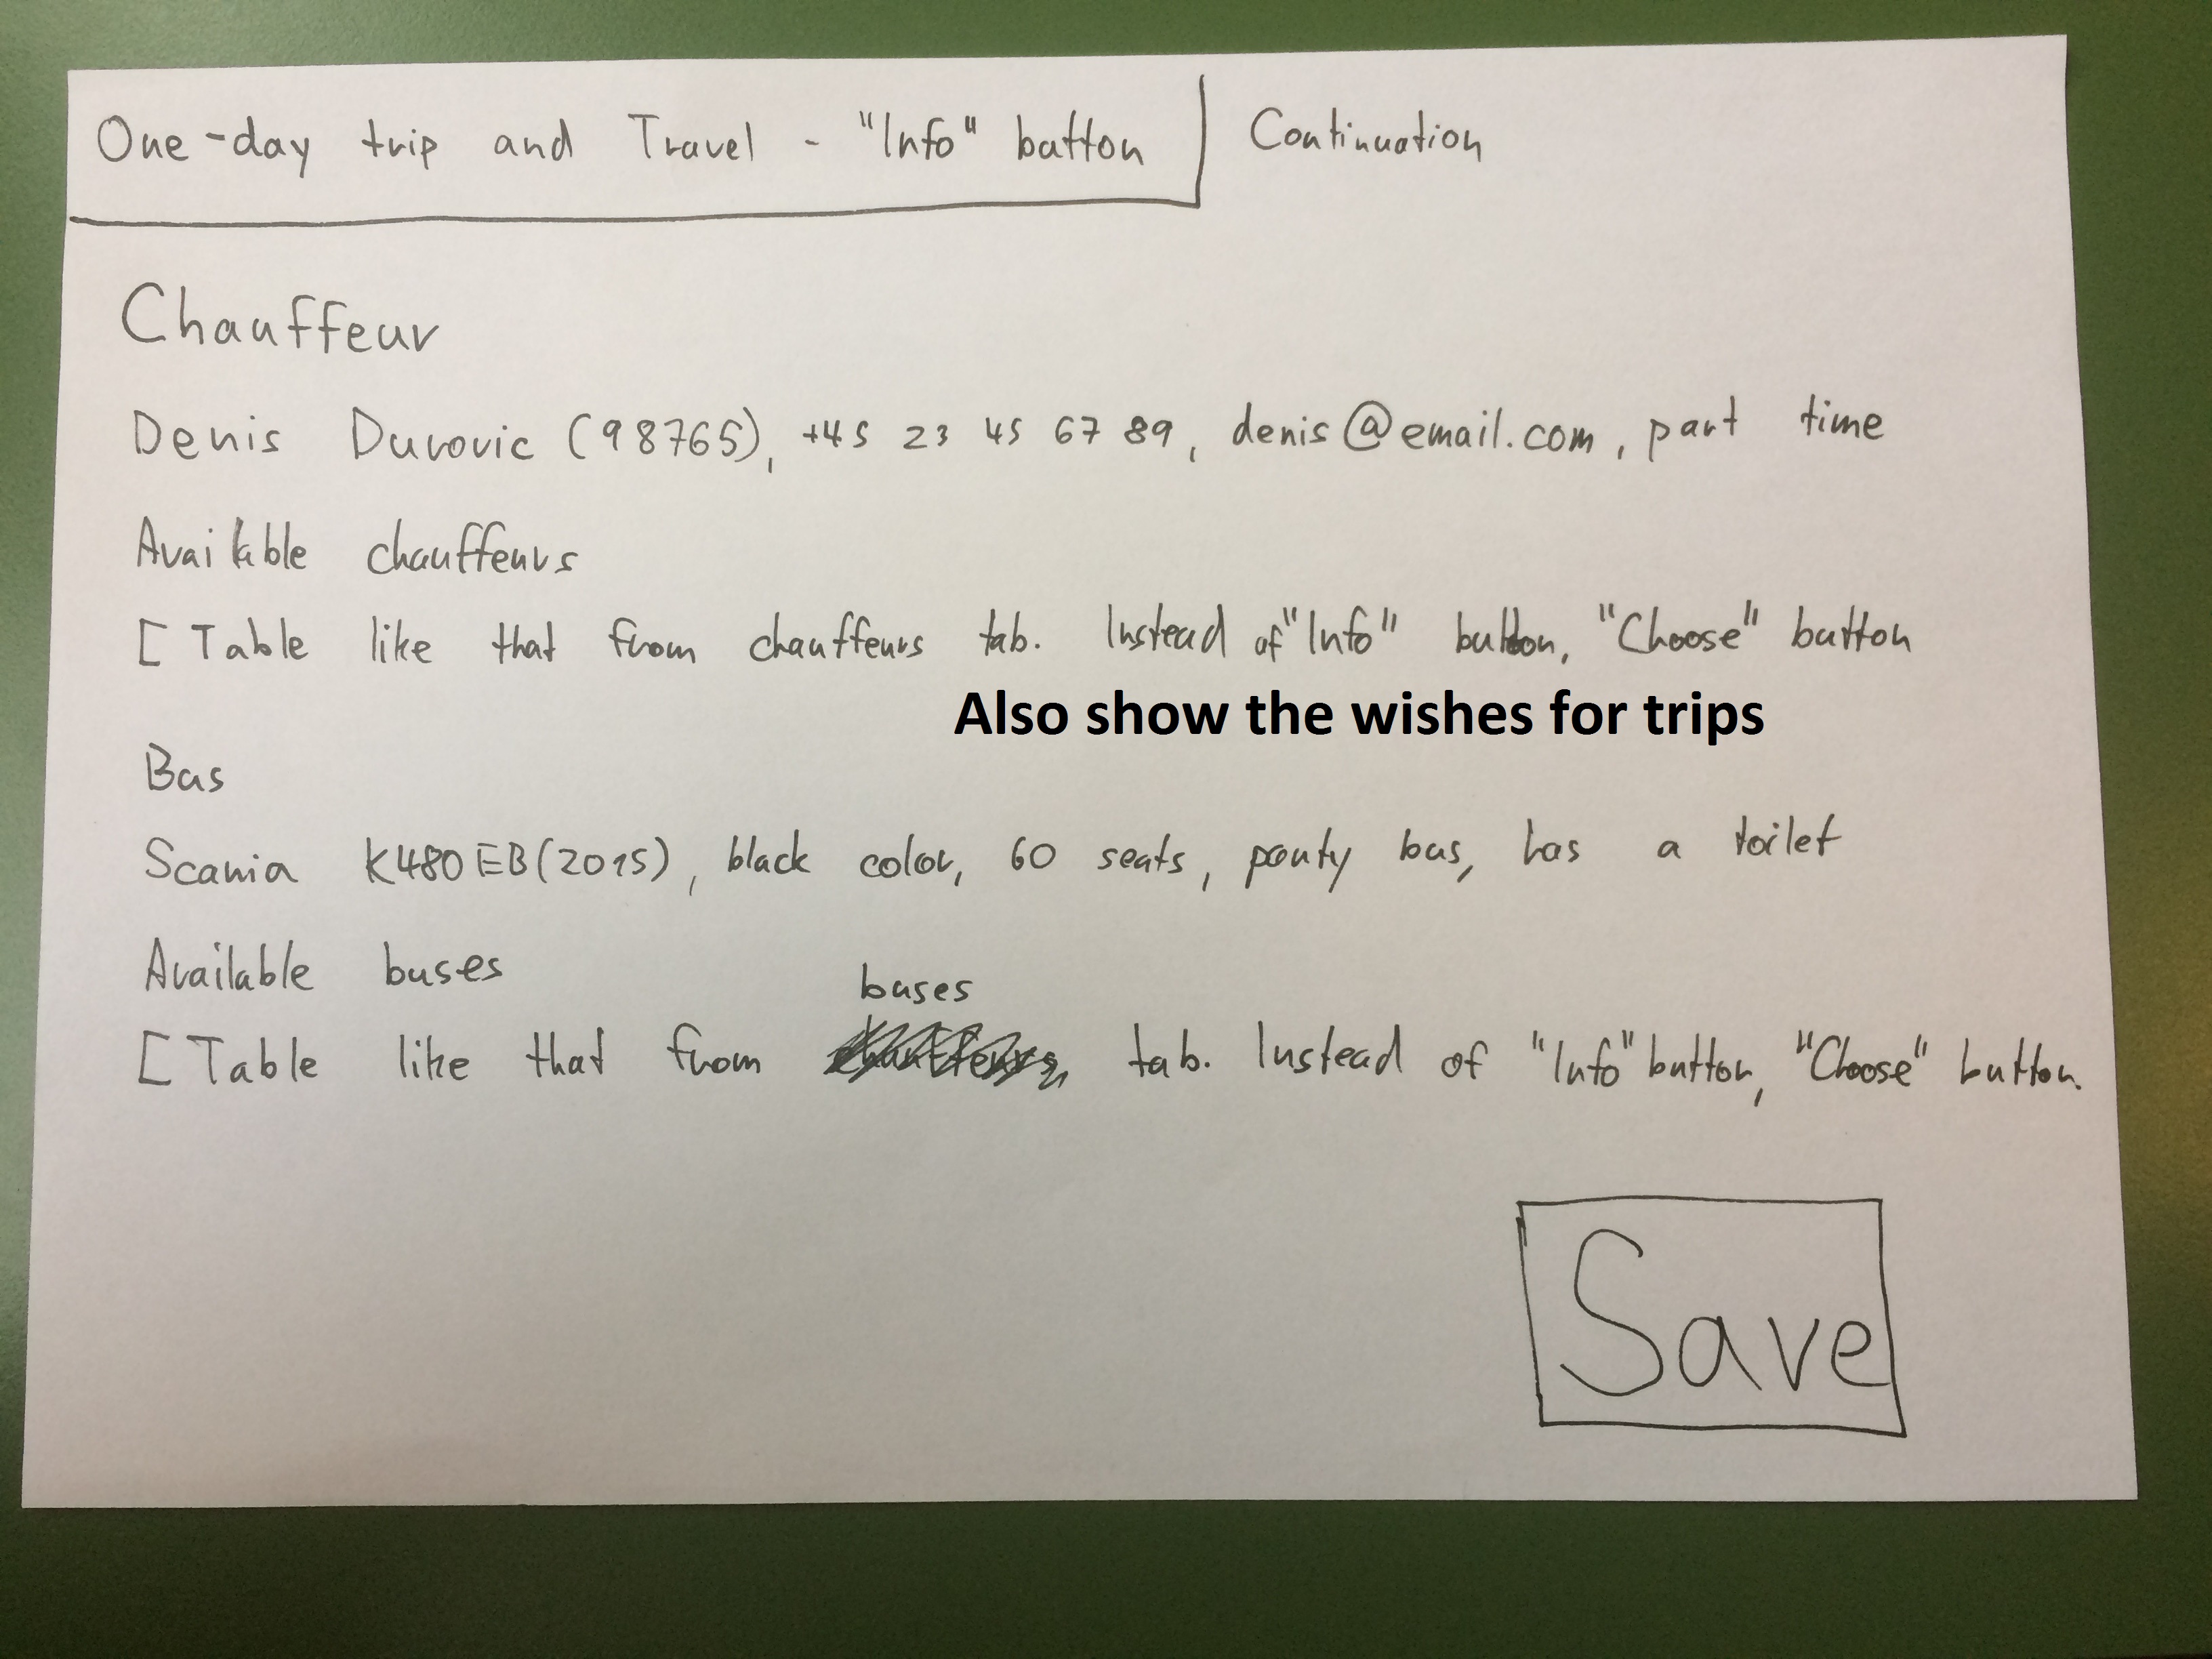 One-day trip and Travel - "Info" button
Continuation
Chauffeur
Denis Durovic (98765), +45 23 45 67 89, denis@email.com, part time
Available chauffeurs
[ Table like that from chauffeurs tab. Instead of "Info" button, "Choose" button
Also show the wishes for trips
Bus
Scania K480EB(2015), black color, 60 seats, party bus, has a toilet
Available buses
buses
[ Table like that from chauffeurs tab. Instead of "Info" button, "Choose" button.
Save